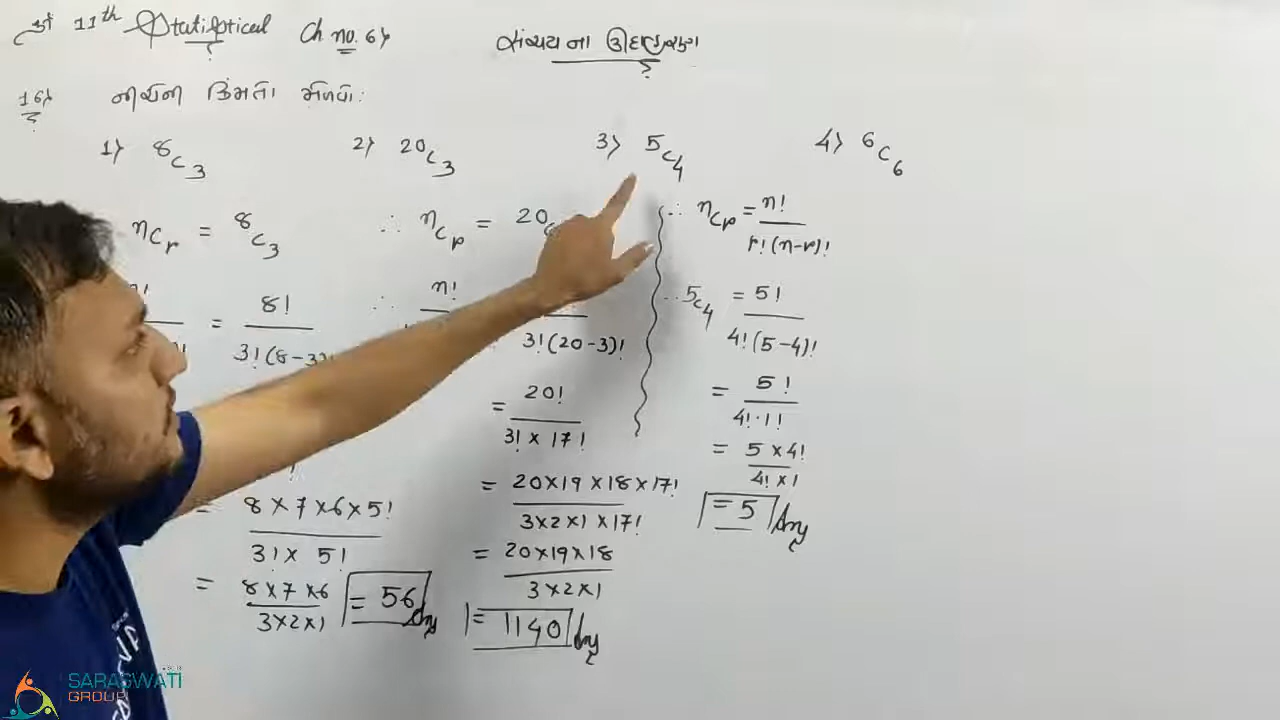 11th Statistical Ch no. 6>
સંચય ના ઉદાહરણ
16> નીચેની કિંમતો મેળવો:
1> 8C3 2> 20C3 3> 5C4 4> 6C6
nCr = 8C3
= 8! / 3!(8-3)!
= 8×7×6×5! / 3!× 5!
= 8×7×6 / 3×2×1 = 56 Ans
∴ nCr = 20C
∴ n!
3!(20-3)!
= 20! / 3! × 17!
= 20×19×18×17! / 3×2×1×17!
= 20×19×18 / 3×2×1
= 1140 Ans
∴ nCr = n! / r!(n-r)!
∴ 5C4 = 5! / 4!(5-4)!
= 5! / 4!·1!
= 5×4! / 4!×1
= 5 Ans
SARASWATI
GROUP